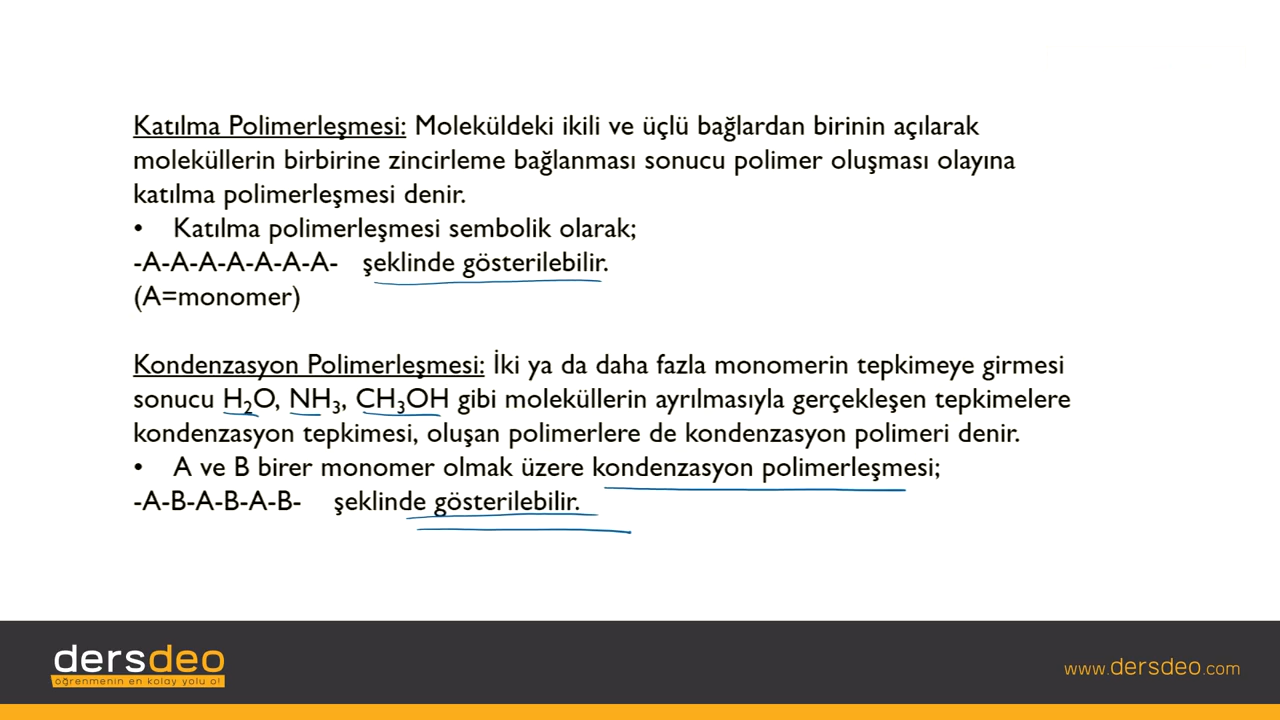 Katılma Polimerleşmesi: Moleküldeki ikili ve üçlü bağlardan birinin açılarak
moleküllerin birbirine zincirleme bağlanması sonucu polimer oluşması olayına
katılma polimerleşmesi denir.
• Katılma polimerleşmesi sembolik olarak;
-A-A-A-A-A-A-A- şeklinde gösterilebilir.
(A=monomer)
Kondenzasyon Polimerleşmesi: İki ya da daha fazla monomerin tepkimeye girmesi
sonucu H₂O, NH₃, CH₃OH gibi moleküllerin ayrılmasıyla gerçekleşen tepkimelere
kondenzasyon tepkimesi, oluşan polimerlere de kondenzasyon polimeri denir.
• A ve B birer monomer olmak üzere kondenzasyon polimerleşmesi;
-A-B-A-B-A-B- şeklinde gösterilebilir.
dersdeo
öğrenmenin en kolay yolu o!
www.dersdeo.com